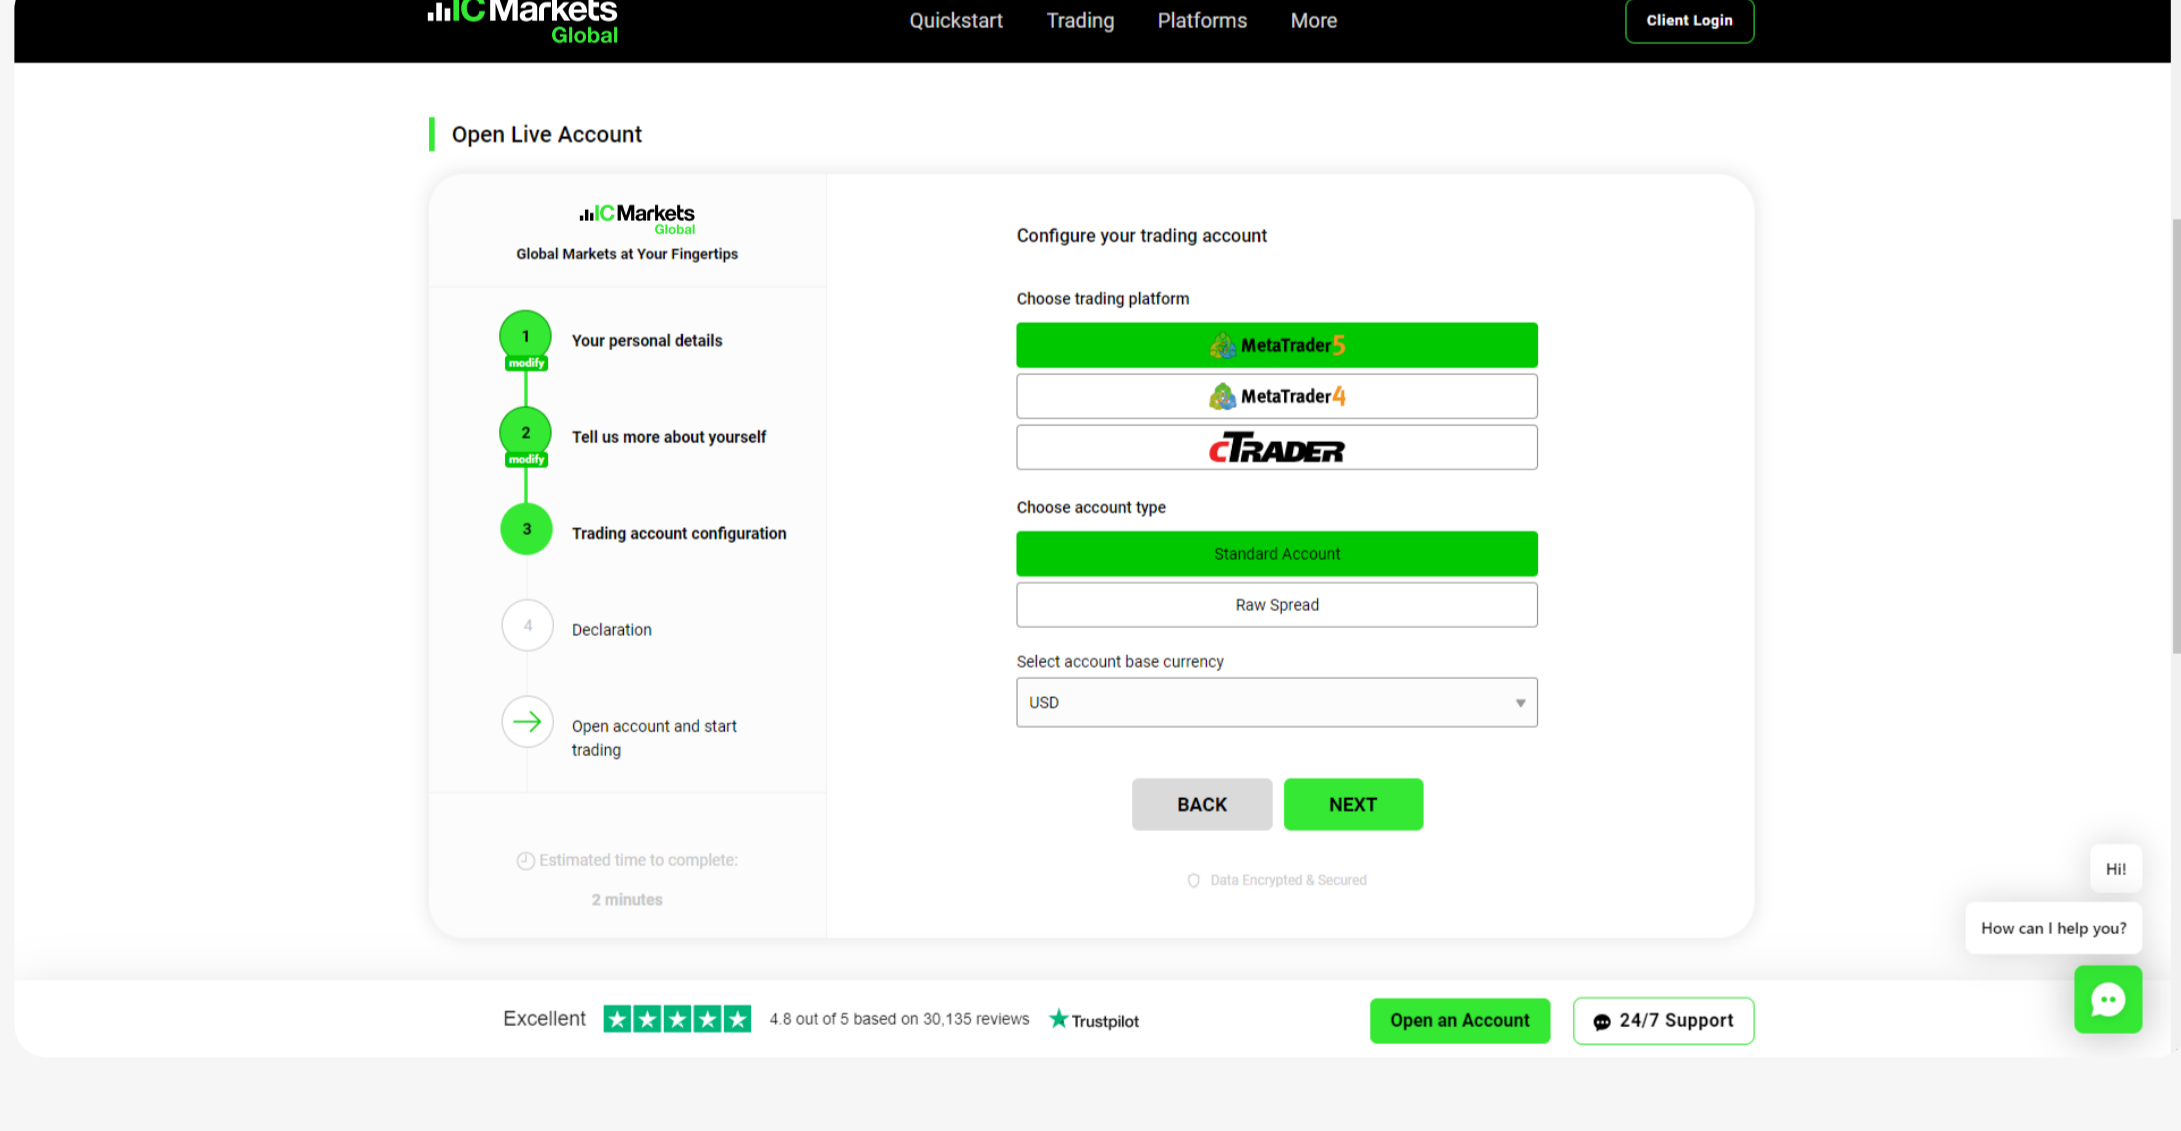 IC Markets
Global
Quickstart
Trading
Platforms
More
Client Login
Open Live Account
IC Markets
Global
Global Markets at Your Fingertips
1
modify
Your personal details
2
modify
Tell us more about yourself
3
Trading account configuration
4
Declaration
Open account and start
trading
Estimated time to complete:
2 minutes
Configure your trading account
Choose trading platform
MetaTrader 5
MetaTrader 4
cTRADER
Choose account type
Standard Account
Raw Spread
Select account base currency
USD
BACK
NEXT
Data Encrypted & Secured
Hi!
How can I help you?
Excellent
4.8 out of 5 based on 30,135 reviews
Trustpilot
Open an Account
24/7 Support